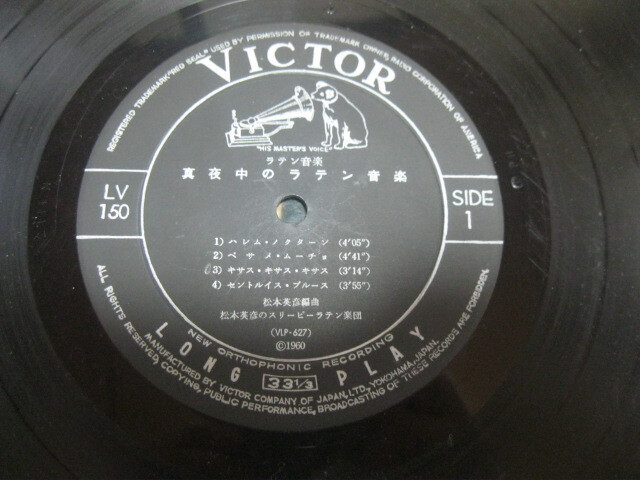 REGISTERED TRADEMARK "RED SEAL" USED BY PERMISSION OF TRADEMARK OWNER, RADIO CORPORATION OF AMERICA
VICTOR
"HIS MASTER'S VOICE"
ラテン音楽
真夜中のラテン音楽
LV
150
SIDE
1
1) ハレム・ノクターン (4'05")
2) ベサメ・ムーチョ (4'41")
3) キサス・キサス・キサス (3'14")
4) セントルイス・ブルース (3'55")
松本英彦編曲
松本英彦のスリーピーラテン楽団
(VLP-627)
©1960
NEW ORTHOPHONIC RECORDING
LONG 33 1/3 PLAY
MANUFACTURED BY VICTOR COMPANY OF JAPAN, LTD., YOKOHAMA, JAPAN.
ALL RIGHTS RESERVED, COPYING, PUBLIC PERFORMANCE, BROADCASTING OF THESE RECORDS ARE FORBIDDEN.